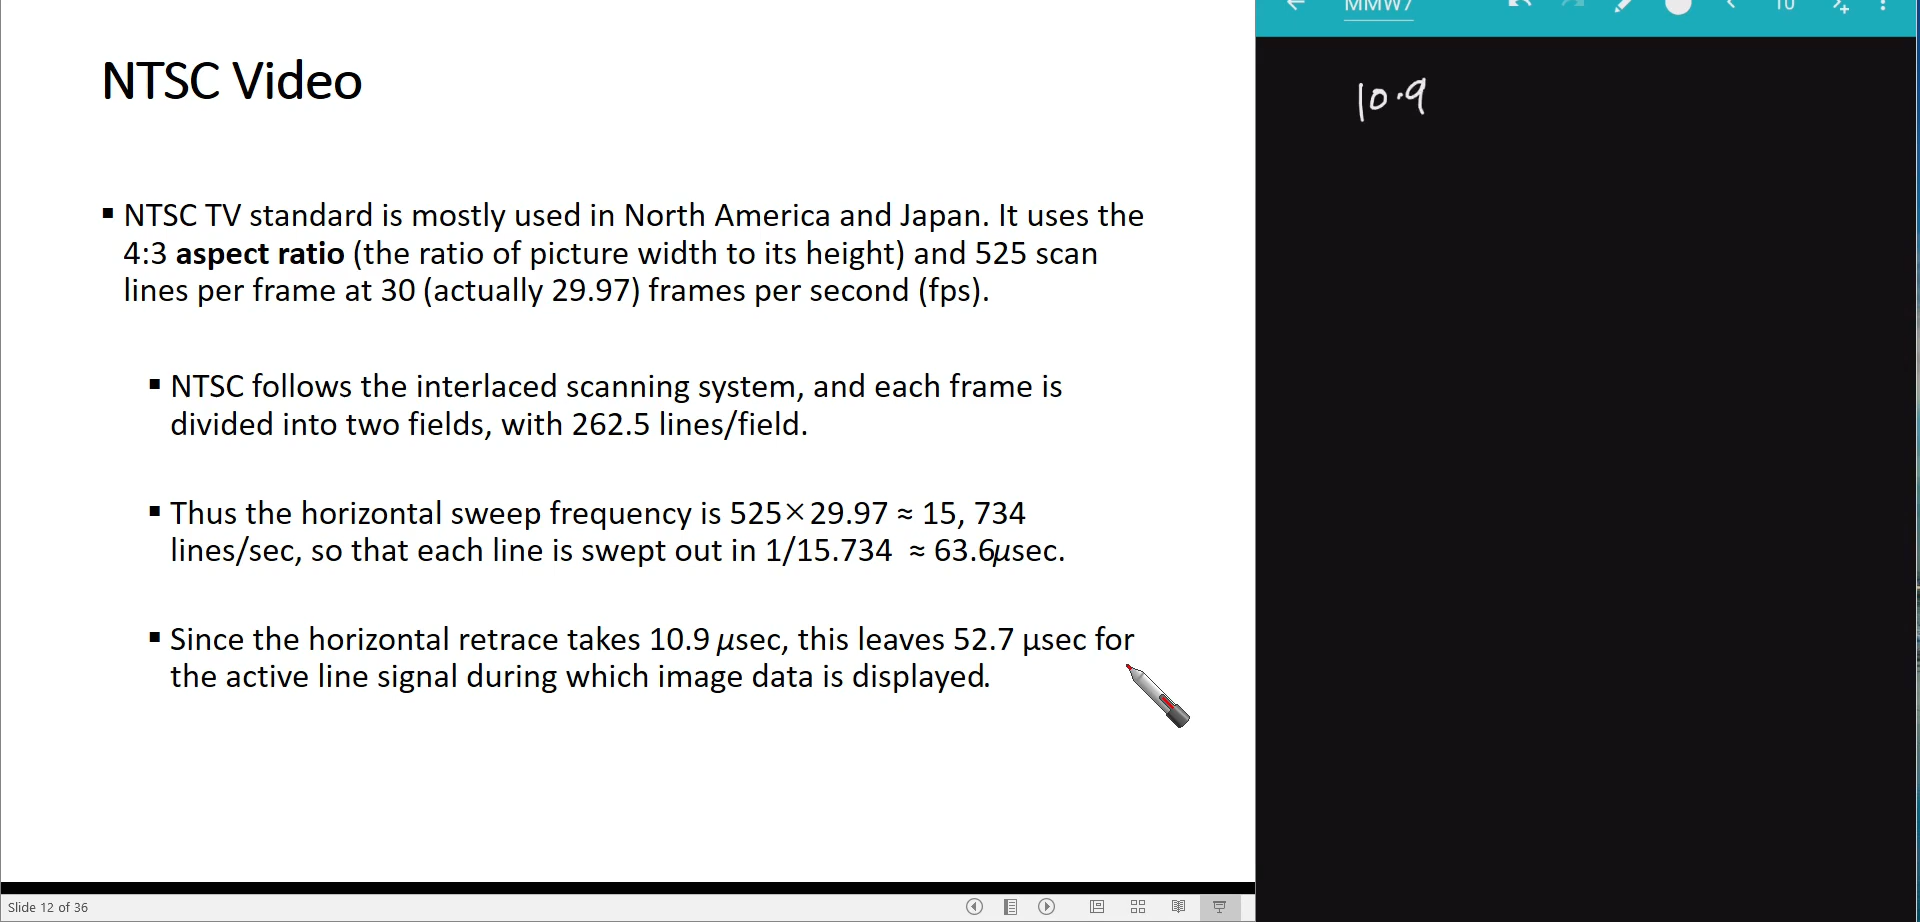 NTSC Video
▪ NTSC TV standard is mostly used in North America and Japan. It uses the
4:3 aspect ratio (the ratio of picture width to its height) and 525 scan
lines per frame at 30 (actually 29.97) frames per second (fps).
▪ NTSC follows the interlaced scanning system, and each frame is
divided into two fields, with 262.5 lines/field.
▪ Thus the horizontal sweep frequency is 525×29.97 ≈ 15, 734
lines/sec, so that each line is swept out in 1/15.734 ≈ 63.6μsec.
▪ Since the horizontal retrace takes 10.9 μsec, this leaves 52.7 μsec for
the active line signal during which image data is displayed.
Slide 12 of 36
MMW7
10
10.9